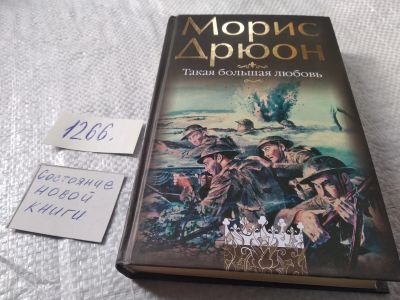 Морис
Дрюон
Такая большая любовь
1266.
состояние
новой
книги